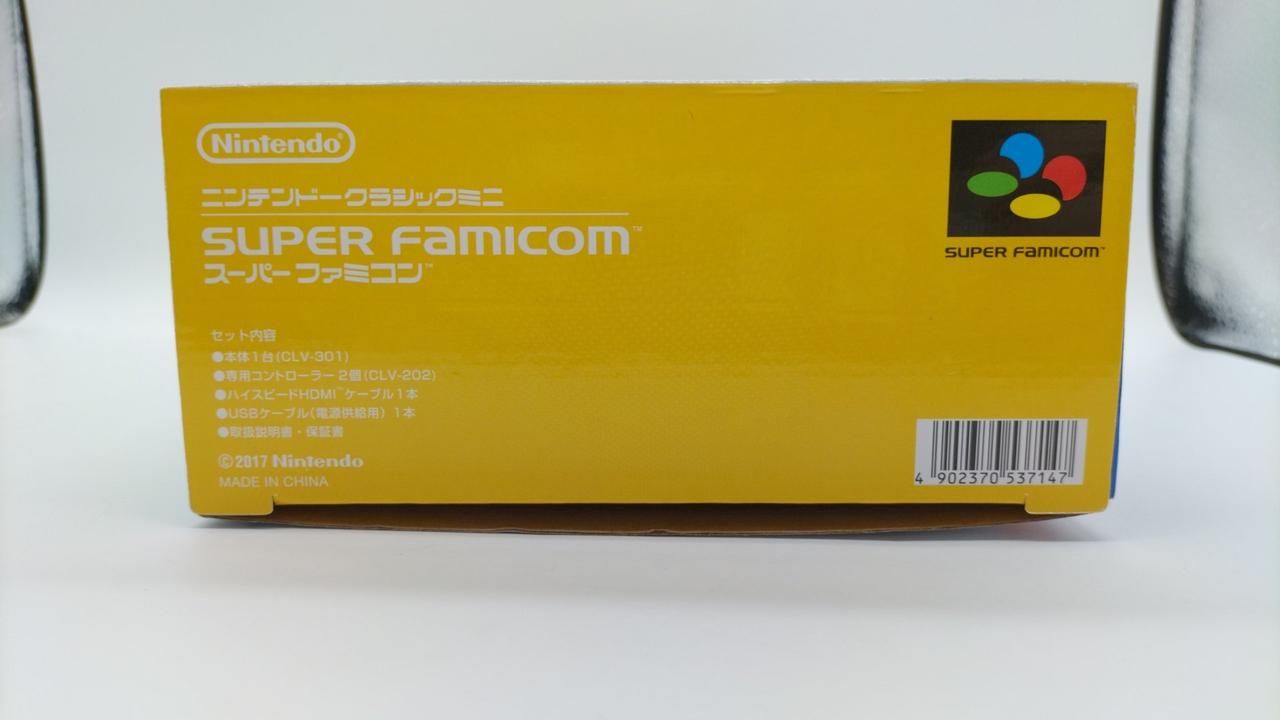 Nintendo®
ニンテンドークラシックミニ
SUPER FAMICOM™
スーパーファミコン™
SUPER FAMICOM™
セット内容
●本体1台(CLV-301)
●専用コントローラー 2個(CLV-202)
●ハイスピードHDMI™ケーブル1本
●USBケーブル(電源供給用) 1本
●取扱説明書・保証書
©2017 Nintendo
MADE IN CHINA
4 902370 537147